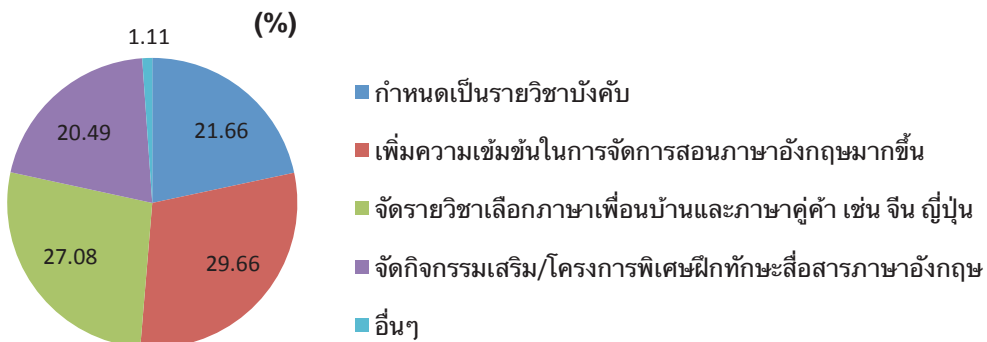 (%)
1.11
21.66
29.66
27.08
20.49
กำหนดเป็นรายวิชาบังคับ
เพิ่มความเข้มข้นในการจัดการสอนภาษาอังกฤษมากขึ้น
จัดรายวิชาเลือกภาษาเพื่อนบ้านและภาษาคู่ค้า เช่น จีน ญี่ปุ่น
จัดกิจกรรมเสริม/โครงการพิเศษฝึกทักษะสื่อสารภาษาอังกฤษ
อื่นๆ